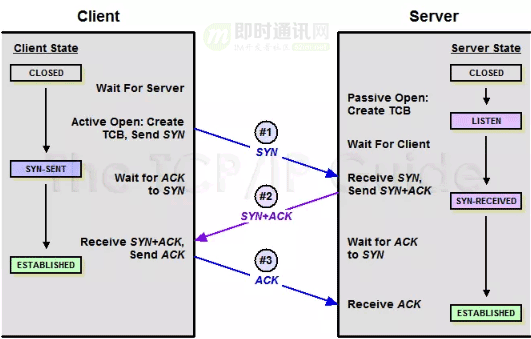 Client
Server
即时通讯网
Client State
Server State
CLOSED
CLOSED
Wait For Server
Passive Open:
Create TCB
Active Open: Create
TCB, Send SYN
#1
SYN
LISTEN
Wait For Client
SYN-SENT
Wait for ACK
to SYN
Receive SYN,
Send SYN+ACK
#2
SYN+ACK
SYN-RECEIVED
The TCP/IP Guide
Receive SYN+ACK,
Send ACK
Wait for ACK
to SYN
ESTABLISHED
#3
ACK
Receive ACK
ESTABLISHED